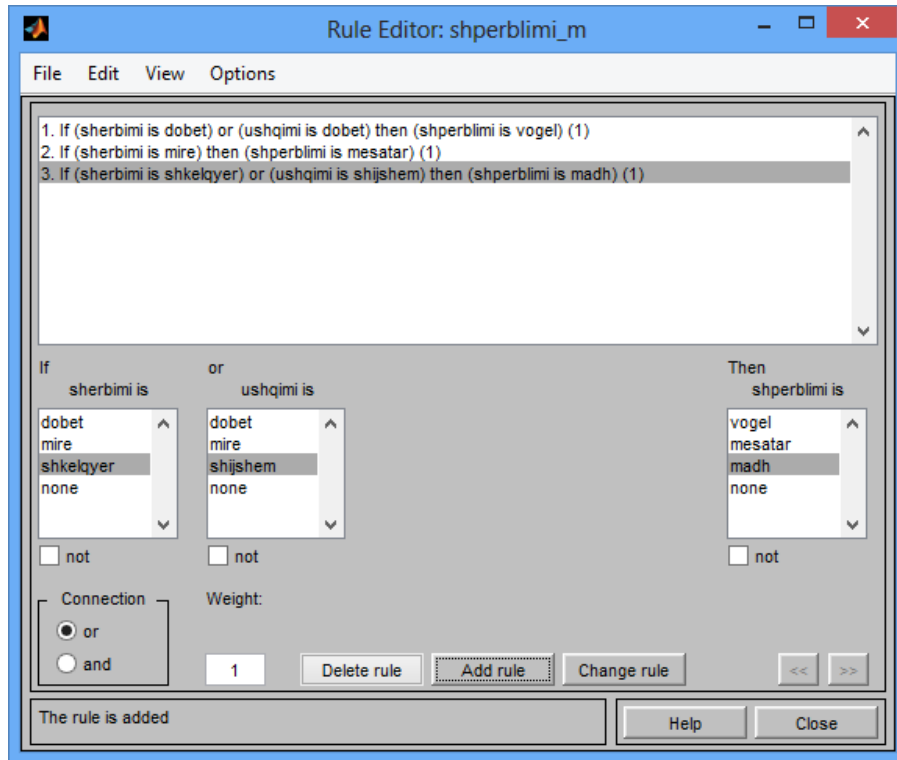 Rule Editor: shperblimi_m
File Edit View Options
1. If (sherbimi is dobet) or (ushqimi is dobet) then (shperblimi is vogel) (1)
2. If (sherbimi is mire) then (shperblimi is mesatar) (1)
3. If (sherbimi is shkelqyer) or (ushqimi is shijshem) then (shperblimi is madh) (1)
If or Then
sherbimi is ushqimi is shperblimi is
dobet dobet vogel
mire mire mesatar
shkelqyer shijshem madh
none none none
not not not
Connection Weight:
or
and 1 Delete rule Add rule Change rule << >>
The rule is added Help Close